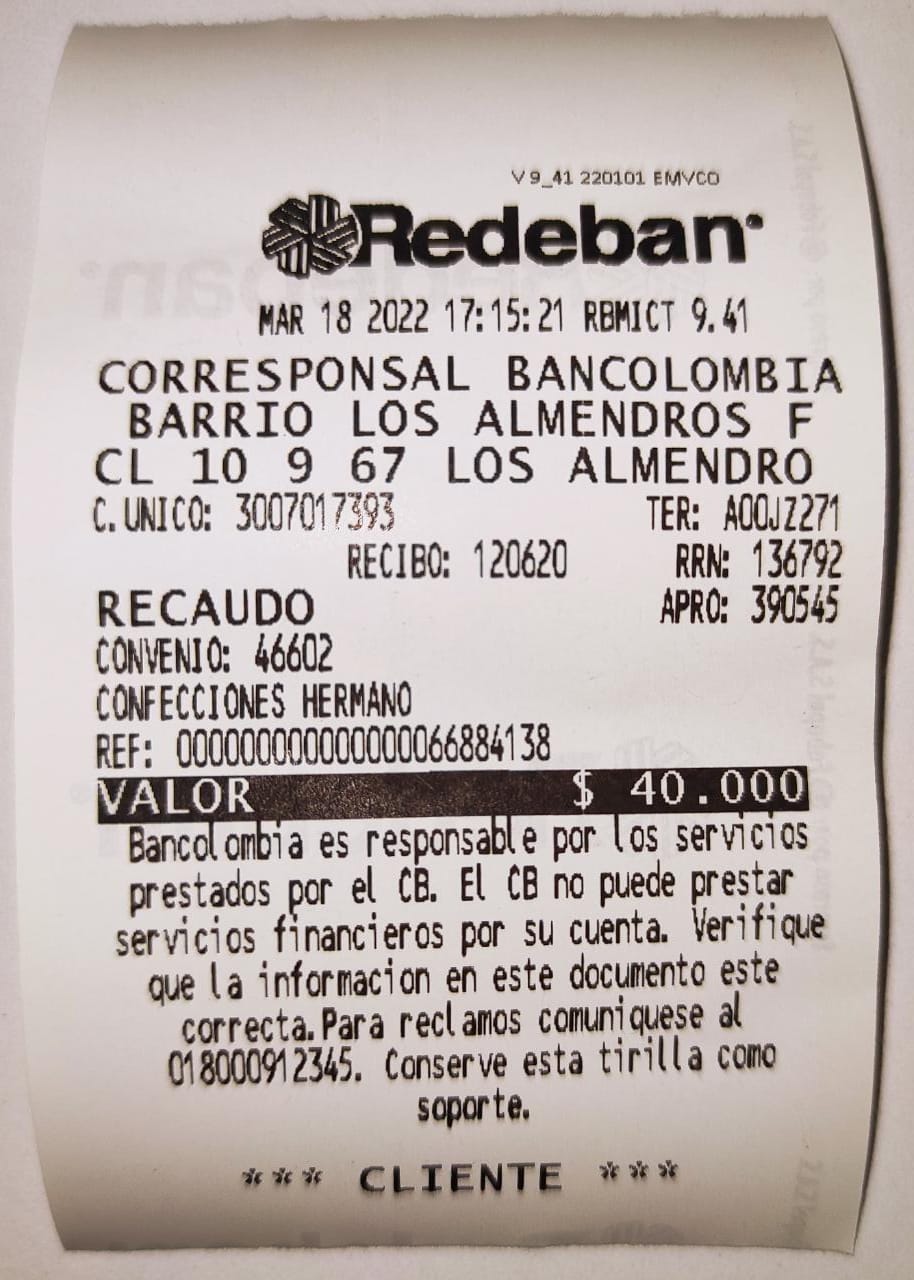 V 9_41 220101 EMVCO
Redeban
MAR 18 2022 17:15:21 RBMICT 9.41
CORRESPONSAL BANCOLOMBIA
BARRIO LOS ALMENDROS F
CL 10 9 67 LOS ALMENDRO
C.UNICO: 3007017393 TER: A00JZ271
RECIBO: 120620 RRN: 136792
RECAUDO APRO: 390545
CONVENIO: 46602
CONFECCIONES HERMANO
REF: 000000000000000066884138
VALOR $ 40.000
Bancolombia es responsable por los servicios
prestados por el CB. El CB no puede prestar
servicios financieros por su cuenta. Verifique
que la informacion en este documento este
correcta.Para reclamos comuniquese al
018000912345. Conserve esta tirilla como
soporte.
*** CLIENTE ***